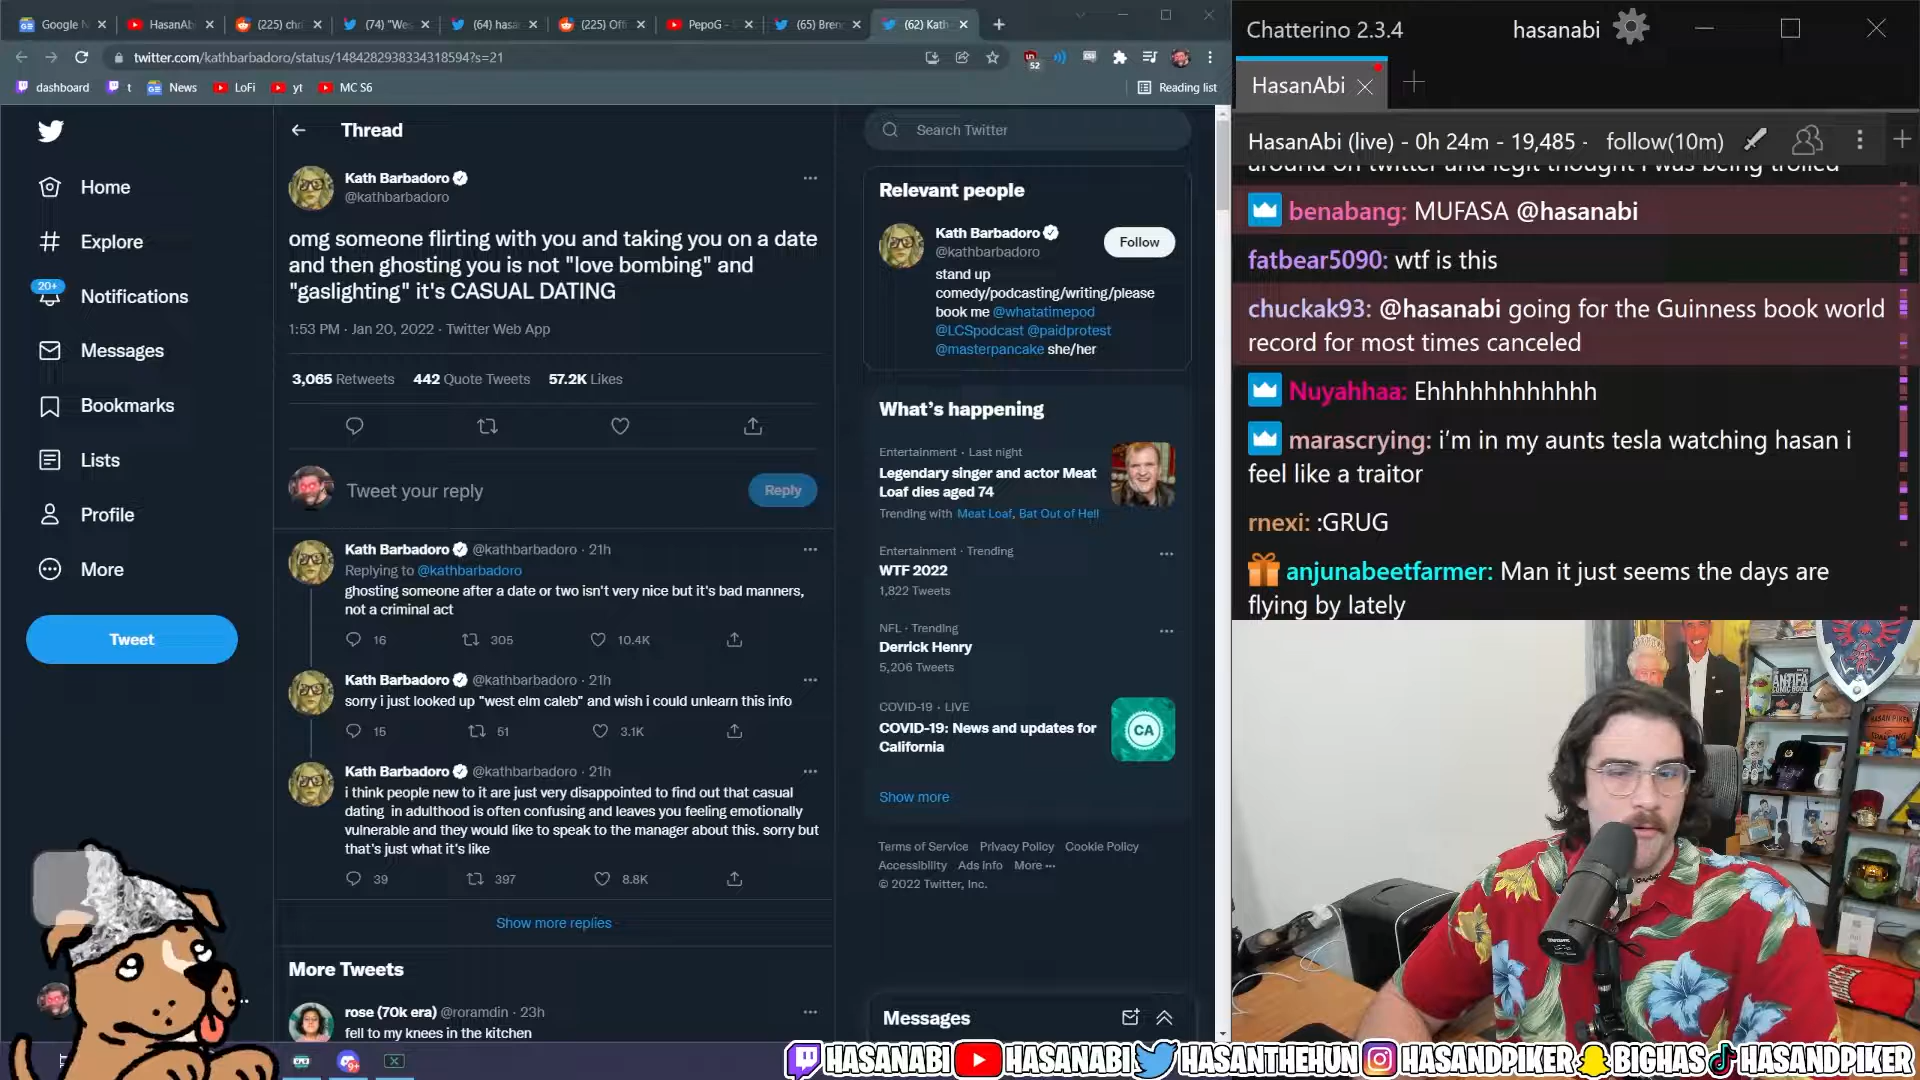 Google N
HasanAb
(225) chri
(74) "Wes
(64) hasa
(225) Offi
PepoG -
(65) Bren
(62) Kath
twitter.com/kathbarbadoro/status/1484282938334318594?s=21
52
dashboard
t
News
LoFi
yt
MC S6
Reading list
Home
Explore
20+
Notifications
Messages
Bookmarks
Lists
Profile
More
Tweet
Thread
Kath Barbadoro
@kathbarbadoro
omg someone flirting with you and taking you on a date
and then ghosting you is not "love bombing" and
"gaslighting" it's CASUAL DATING
1:53 PM · Jan 20, 2022 · Twitter Web App
3,065 Retweets 442 Quote Tweets 57.2K Likes
Tweet your reply
Reply
Kath Barbadoro @kathbarbadoro · 21h
Replying to @kathbarbadoro
ghosting someone after a date or two isn't very nice but it's bad manners,
not a criminal act
16 305 10.4K
Kath Barbadoro @kathbarbadoro · 21h
sorry i just looked up "west elm caleb" and wish i could unlearn this info
15 51 3.1K
Kath Barbadoro @kathbarbadoro · 21h
i think people new to it are just very disappointed to find out that casual
dating in adulthood is often confusing and leaves you feeling emotionally
vulnerable and they would like to speak to the manager about this. sorry but
that's just what it's like
39 397 8.8K
Show more replies
More Tweets
rose (70k era) @roramdin · 23h
fell to my knees in the kitchen
Search Twitter
Relevant people
Kath Barbadoro
@kathbarbadoro
Follow
stand up
comedy/podcasting/writing/please
book me @whatatimepod
@LCSpodcast @paidprotest
@masterpancake she/her
What's happening
Entertainment · Last night
Legendary singer and actor Meat
Loaf dies aged 74
Trending with Meat Loaf, Bat Out of Hell
Entertainment · Trending
WTF 2022
1,822 Tweets
NFL · Trending
Derrick Henry
5,206 Tweets
COVID-19 · LIVE
COVID-19: News and updates for
California
CA
Show more
Terms of Service Privacy Policy Cookie Policy
Accessibility Ads info More ···
© 2022 Twitter, Inc.
Messages
Chatterino 2.3.4
hasanabi
HasanAbi
HasanAbi (live) - 0h 24m - 19,485 - follow(10m)
around on twitter and legit thought i was being trolled
benabang: MUFASA @hasanabi
fatbear5090: wtf is this
chuckak93: @hasanabi going for the Guinness book world
record for most times canceled
Nuyahhaa: Ehhhhhhhhhhhh
marascrying: i'm in my aunts tesla watching hasan i
feel like a traitor
rnexi: :GRUG
anjunabeetfarmer: Man it just seems the days are
flying by lately
ANTIFA
HASAN PIKER
HASANABI HASANABI HASANTHEHUN HASANDPIKER BIGHAS HASANDPIKER